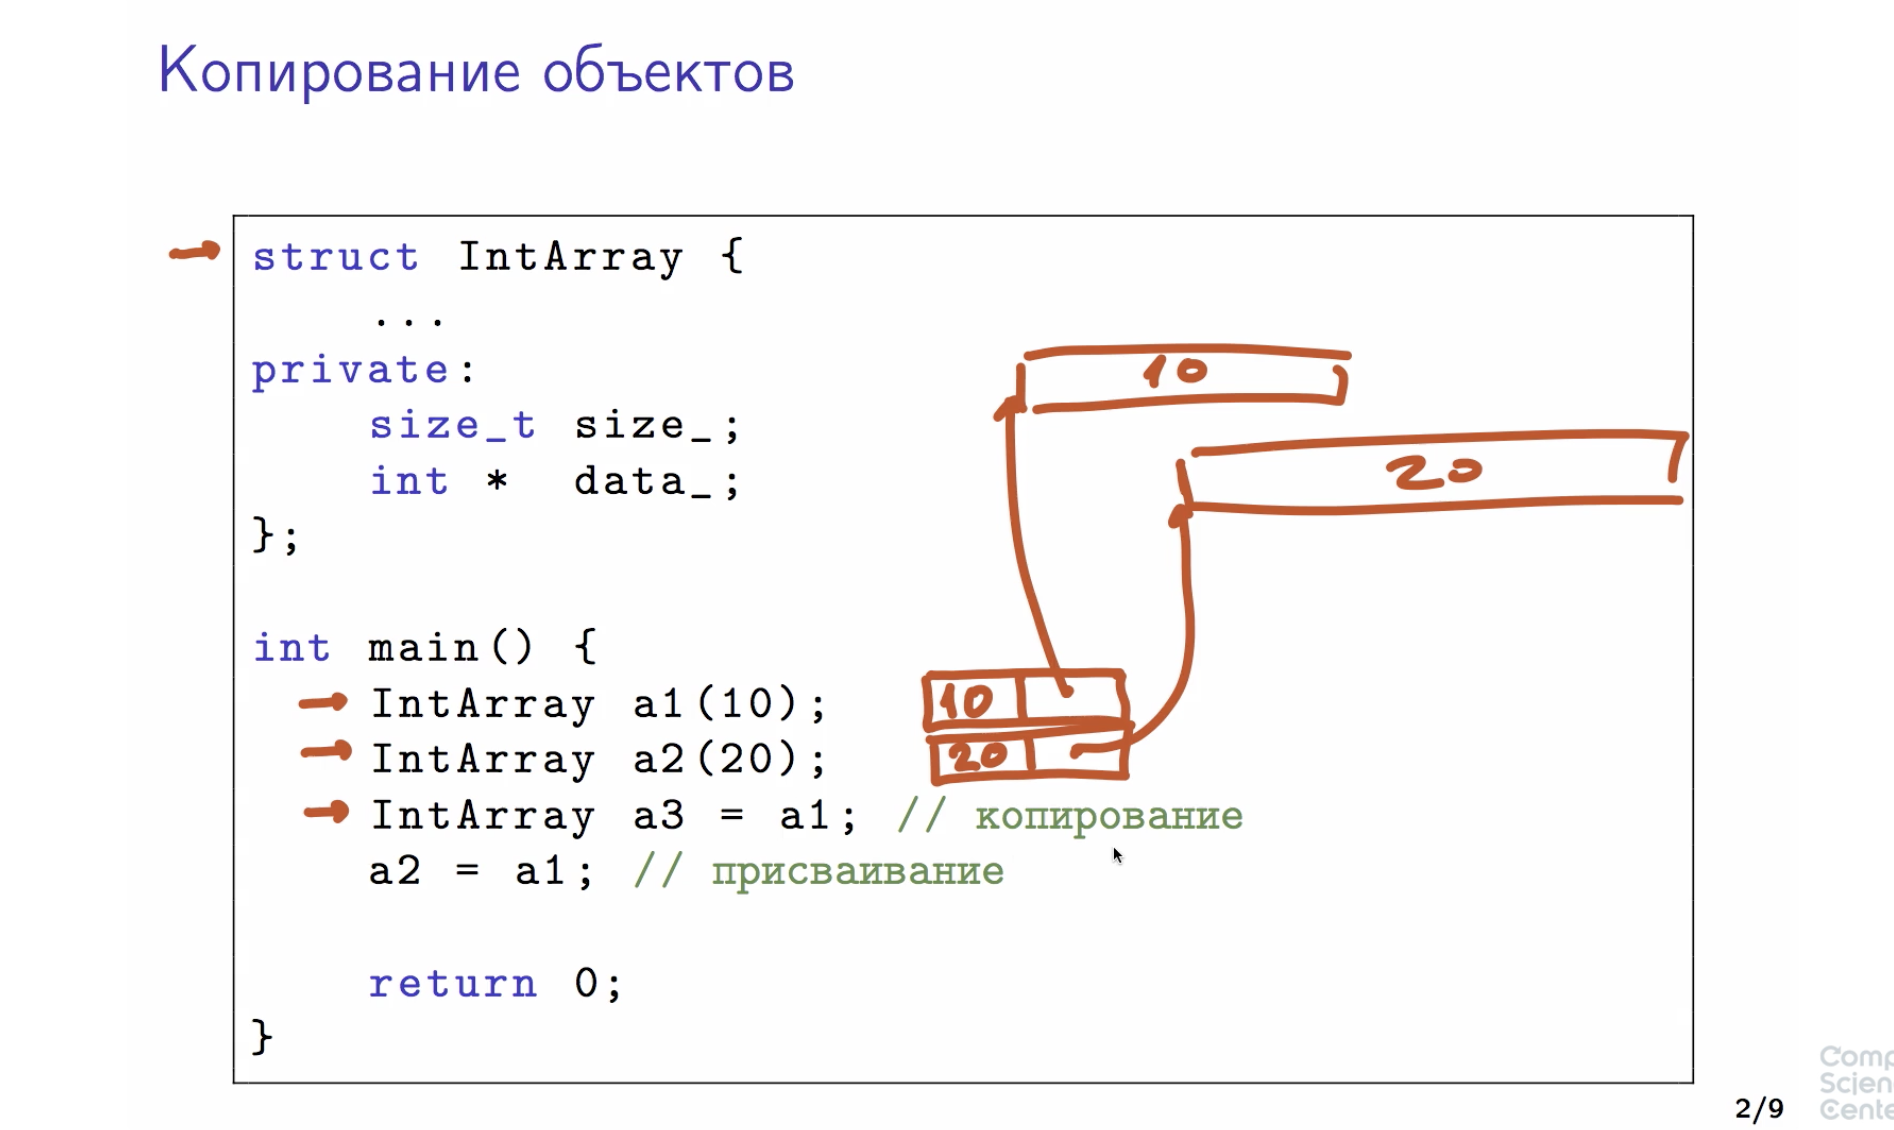 Копирование объектов
struct IntArray {
...
private:
size_t size_;
int * data_;
};
int main() {
IntArray a1(10);
IntArray a2(20);
IntArray a3 = a1; // копирование
a2 = a1; // присваивание
return 0;
}
10
20
10
20
2/9
Comp
Scien
Cente